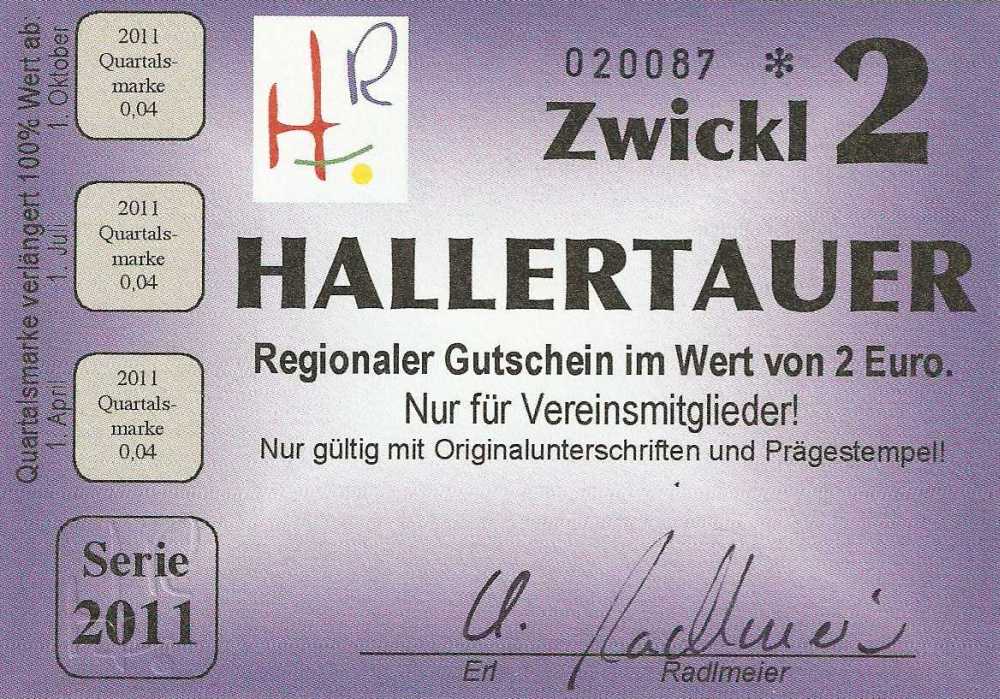 Quartalsmarke verlängert 100% Wert ab:
1. Oktober
1. Juli
1. April
2011
Quartals-
marke
0,04
2011
Quartals-
marke
0,04
2011
Quartals-
marke
0,04
Serie
2011
HR
020087 *
Zwickl 2
HALLERTAUER
Regionaler Gutschein im Wert von 2 Euro.
Nur für Vereinsmitglieder!
Nur gültig mit Originalunterschriften und Prägestempel!
Radlmeier
Erl Radlmeier